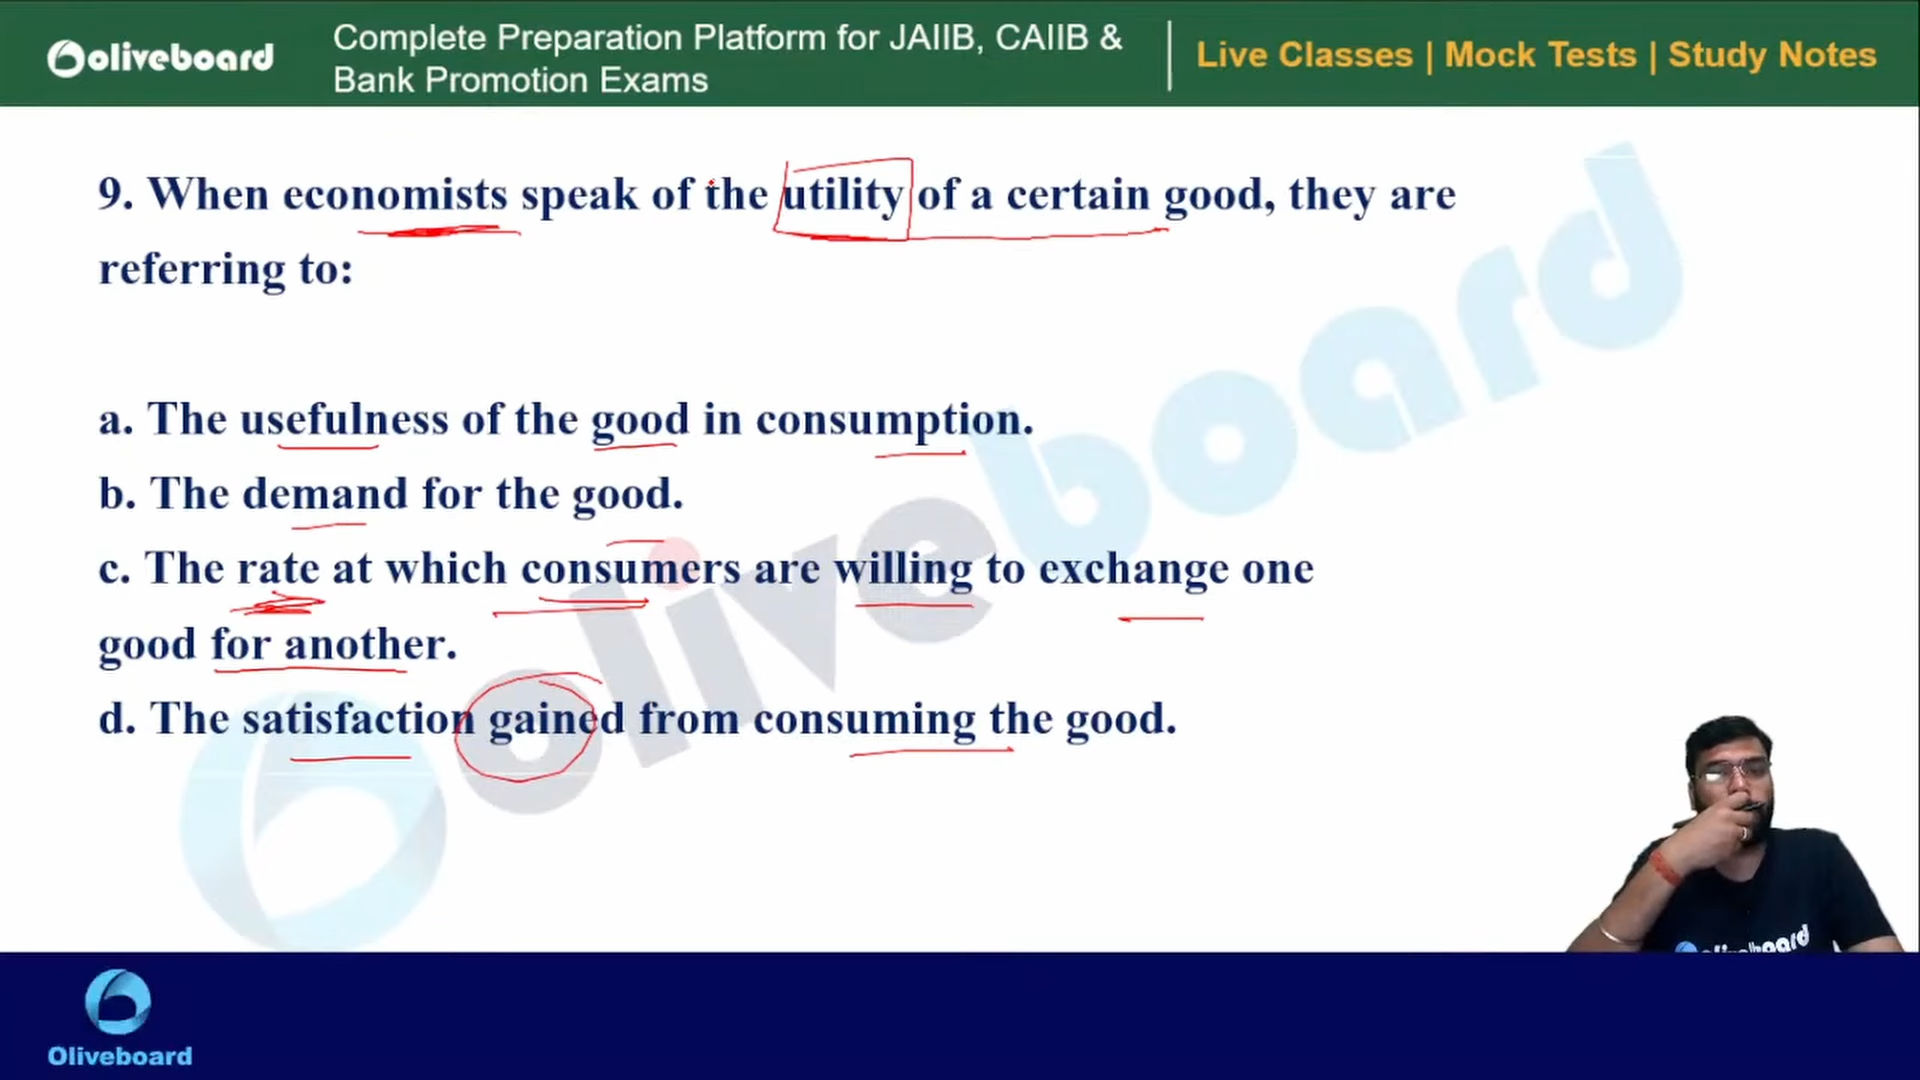 oliveboard
Complete Preparation Platform for JAIIB, CAIIB &
Bank Promotion Exams
Live Classes | Mock Tests | Study Notes
9. When economists speak of the utility of a certain good, they are
referring to:
a. The usefulness of the good in consumption.
b. The demand for the good.
c. The rate at which consumers are willing to exchange one
good for another.
d. The satisfaction gained from consuming the good.
oliveboard
oliveboard
Oliveboard